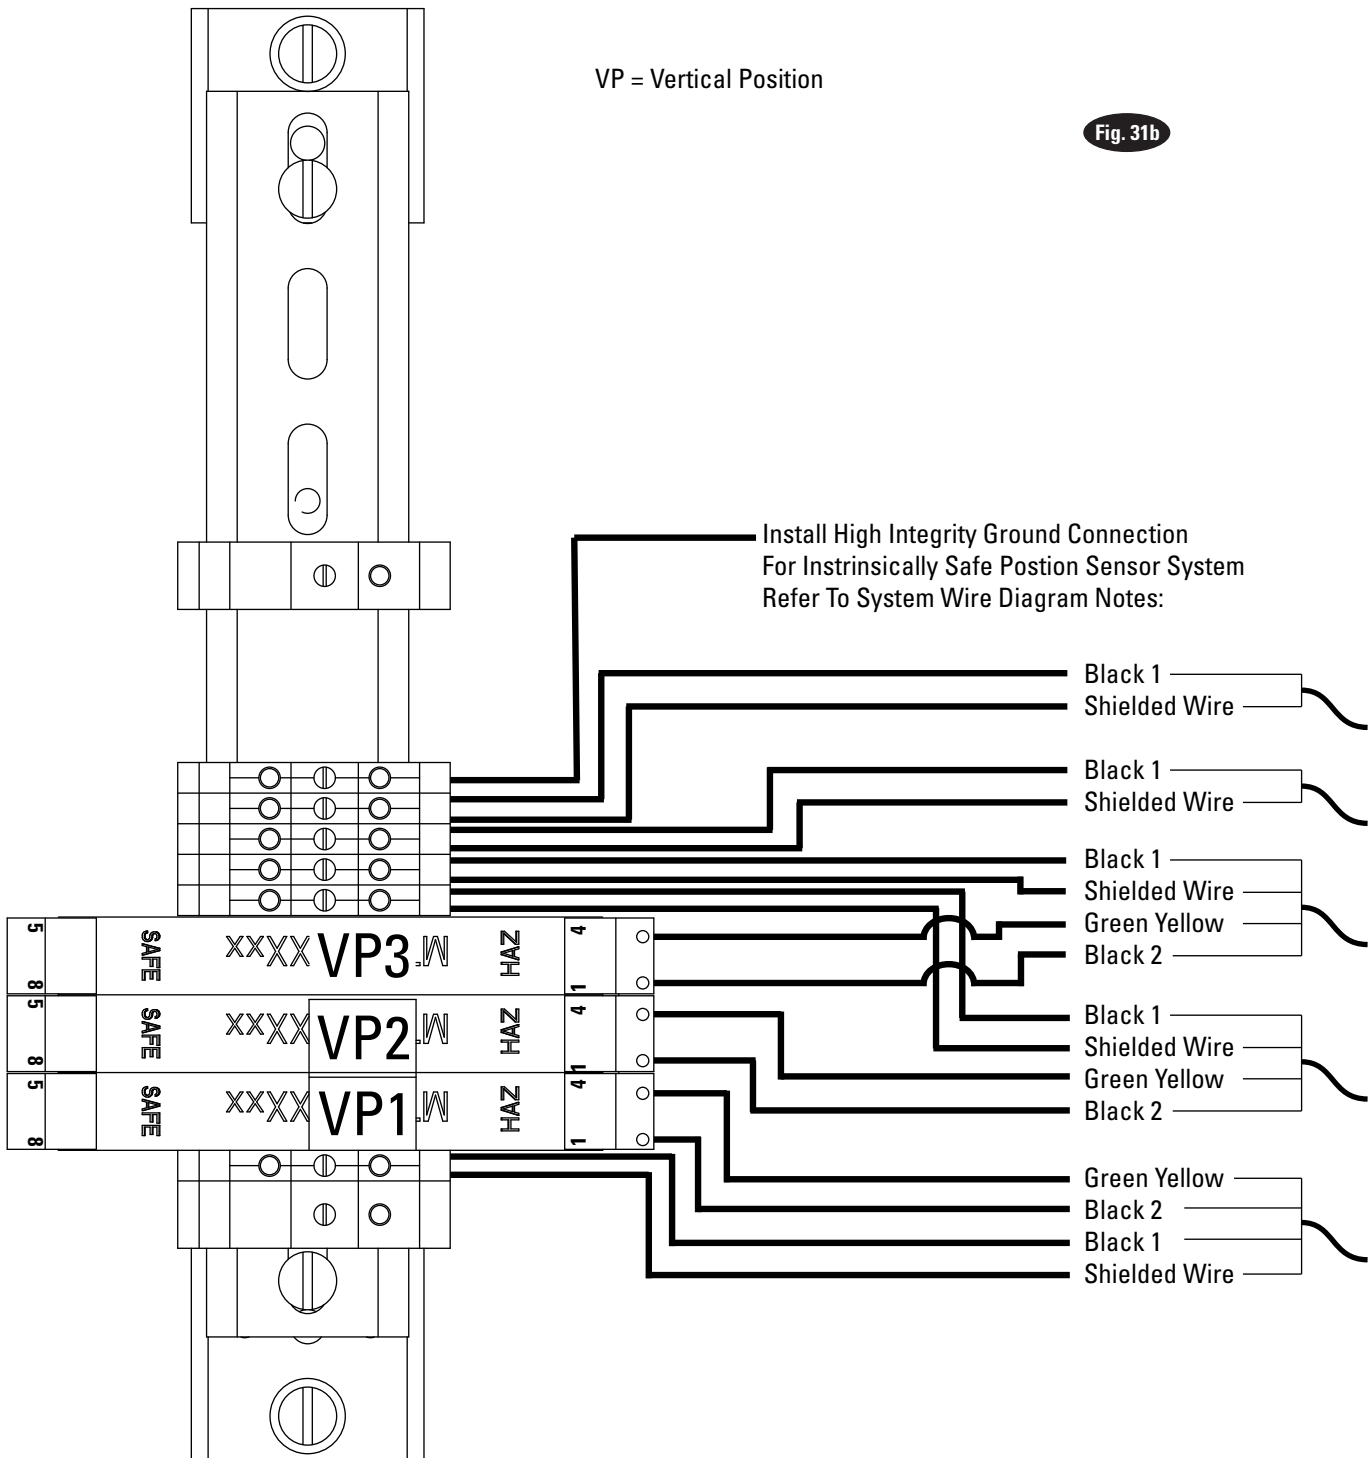 VP = Vertical Position
Fig. 31b
Install High Integrity Ground Connection
For Instrinsically Safe Postion Sensor System
Refer To System Wire Diagram Notes:
Black 1
Shielded Wire
Black 1
Shielded Wire
Black 1
Shielded Wire
Green Yellow
Black 2
5 8 SAFE XXXX VP3 HAZ 4 1
5 8 SAFE XXXX VP2 HAZ 4 1
5 8 SAFE XXXX VP1 HAZ 4 1
Black 1
Shielded Wire
Green Yellow
Black 2
Green Yellow
Black 2
Black 1
Shielded Wire